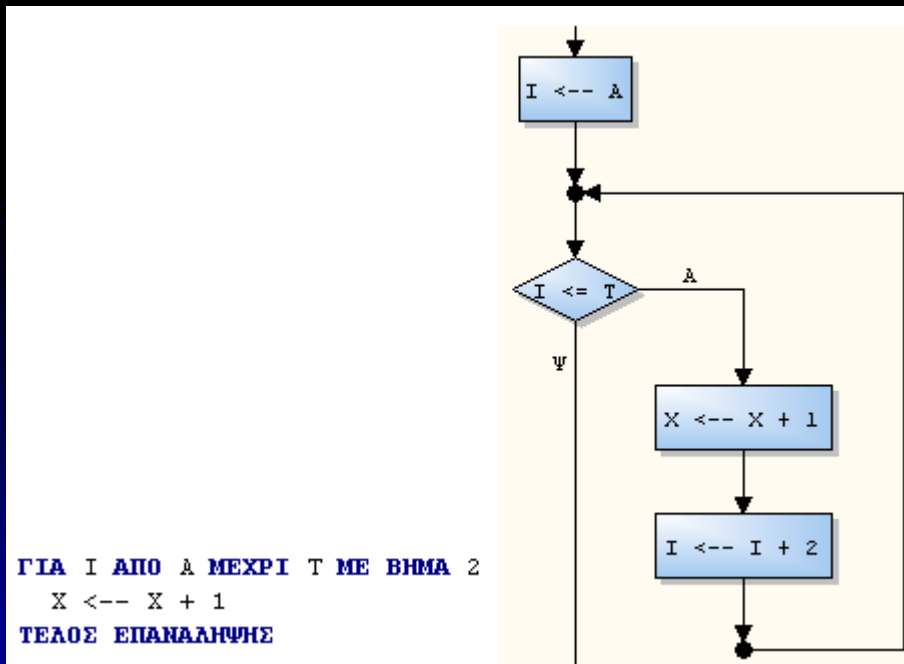 I <-- A
I <= T
Α
Ψ
X <-- X + 1
I <-- I + 2
ΓΙΑ I ΑΠΟ A ΜΕΧΡΙ T ΜΕ ΒΗΜΑ 2
X <-- X + 1
ΤΕΛΟΣ ΕΠΑΝΑΛΗΨΗΣ